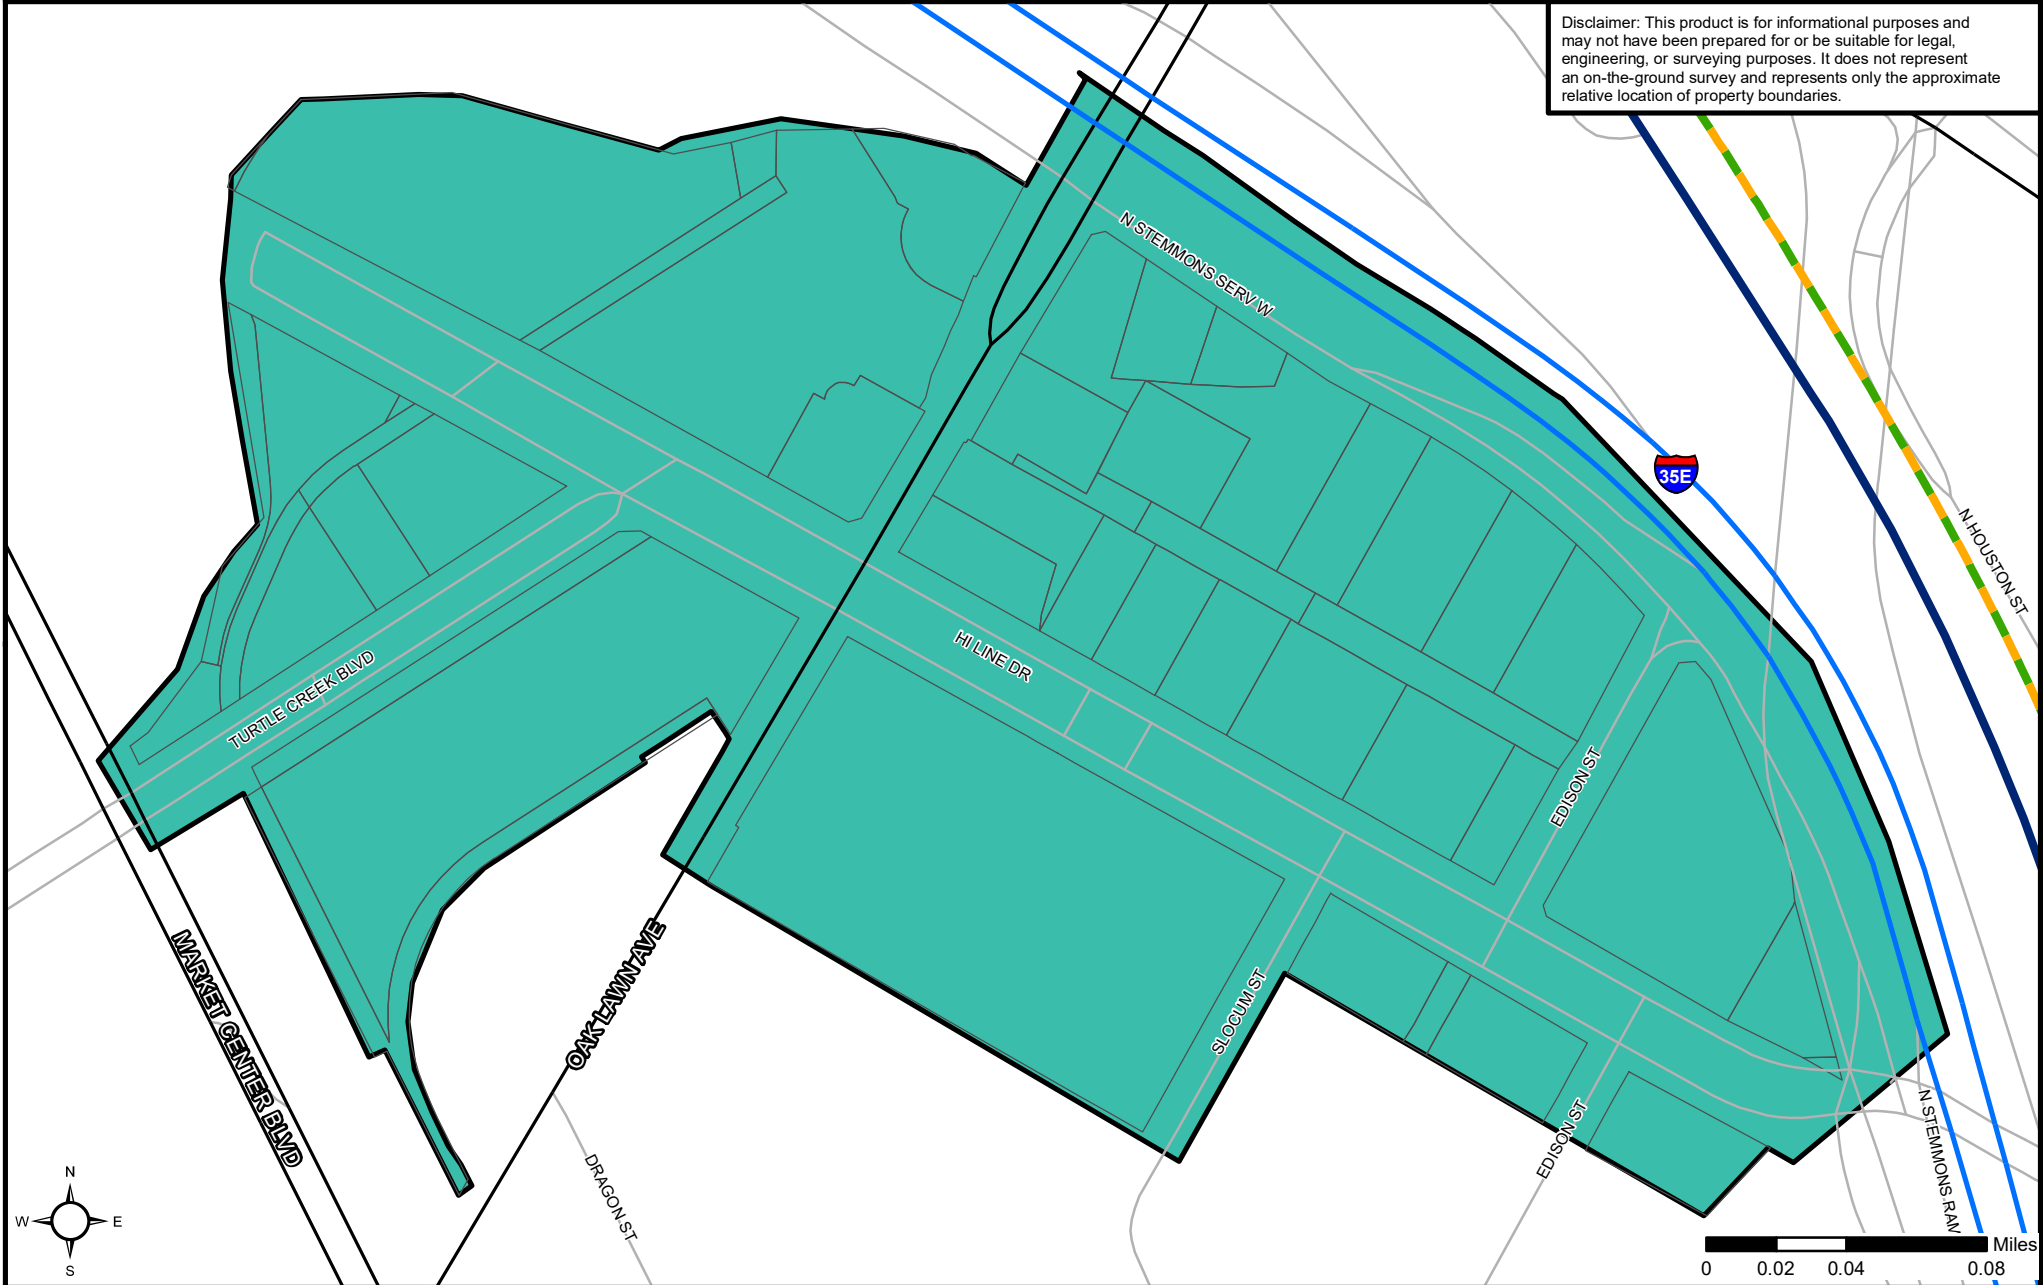 Disclaimer: This product is for informational purposes and
may not have been prepared for or be suitable for legal,
engineering, or surveying purposes. It does not represent
an on-the-ground survey and represents only the approximate
relative location of property boundaries.
N STEMMONS SERV W
35E
N HOUSTON ST
HI LINE DR
TURTLE CREEK BLVD
EDISON ST
MARKET CENTER BLVD
OAK LAWN AVE
SLOCUM ST
EDISON ST
N STEMMONS RAM
DRAGON ST
N
W E
S
Miles
0 0.02 0.04 0.08